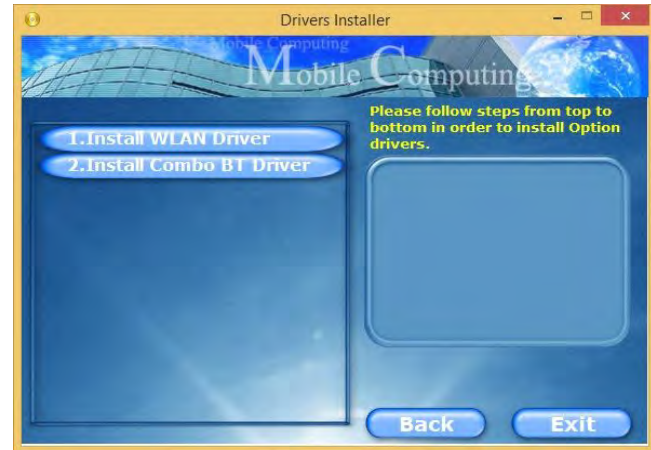 Drivers Installer
Mobile Computing
Mobile Computing
Please follow steps from top to
bottom in order to install Option
drivers.
1.Install WLAN Driver
2.Install Combo BT Driver
Back
Exit